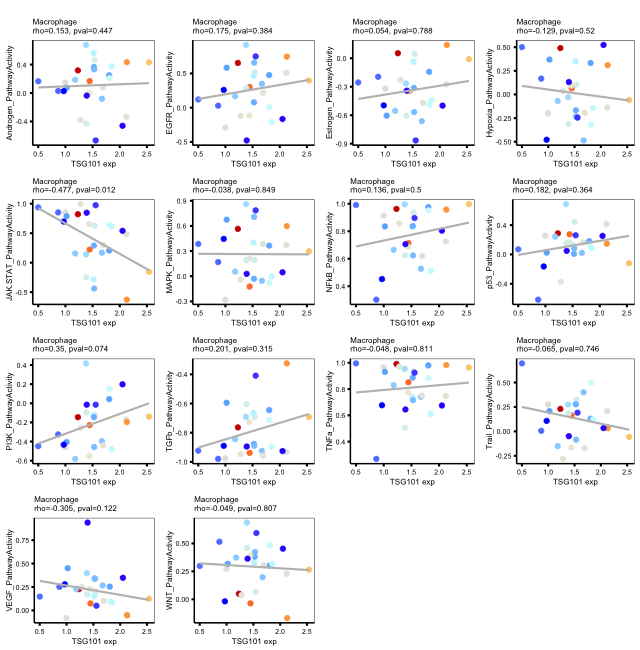 Macrophage
rho=0.153, pval=0.447
Androgen_PathwayActivity
0.4
0.0
-0.4
0.5
1.0
1.5
2.0
2.5
TSG101 exp
Macrophage
rho=0.175, pval=0.384
EGFR_PathwayActivity
0.5
0.0
-0.5
0.5
1.0
1.5
2.0
2.5
TSG101 exp
Macrophage
rho=0.054, pval=0.788
Estrogen_PathwayActivity
0.0
-0.3
-0.6
-0.9
0.5
1.0
1.5
2.0
2.5
TSG101 exp
Macrophage
rho=-0.129, pval=0.52
Hypoxia_PathwayActivity
0.50
0.25
0.00
-0.25
-0.50
0.5
1.0
1.5
2.0
2.5
TSG101 exp
Macrophage
rho=-0.477, pval=0.012
JAK-STAT_PathwayActivity
1.0
0.5
0.0
-0.5
0.5
1.0
1.5
2.0
2.5
TSG101 exp
Macrophage
rho=-0.038, pval=0.849
MAPK_PathwayActivity
0.9
0.6
0.3
0.0
-0.3
0.5
1.0
1.5
2.0
2.5
TSG101 exp
Macrophage
rho=0.136, pval=0.5
NFkB_PathwayActivity
1.0
0.8
0.6
0.4
0.5
1.0
1.5
2.0
2.5
TSG101 exp
Macrophage
rho=0.182, pval=0.364
p53_PathwayActivity
0.4
0.0
-0.4
0.5
1.0
1.5
2.0
2.5
TSG101 exp
Macrophage
rho=0.35, pval=0.074
PI3K_PathwayActivity
0.3
0.0
-0.3
-0.6
0.5
1.0
1.5
2.0
2.5
TSG101 exp
Macrophage
rho=0.201, pval=0.315
TGFb_PathwayActivity
-0.4
-0.6
-0.8
-1.0
0.5
1.0
1.5
2.0
2.5
TSG101 exp
Macrophage
rho=-0.048, pval=0.811
TNFa_PathwayActivity
1.0
0.8
0.6
0.4
0.5
1.0
1.5
2.0
2.5
TSG101 exp
Macrophage
rho=-0.065, pval=0.746
Trail_PathwayActivity
0.50
0.25
0.00
-0.25
0.5
1.0
1.5
2.0
2.5
TSG101 exp
Macrophage
rho=-0.305, pval=0.122
VEGF_PathwayActivity
0.75
0.50
0.25
0.00
0.5
1.0
1.5
2.0
2.5
TSG101 exp
Macrophage
rho=-0.049, pval=0.807
WNT_PathwayActivity
0.6
0.4
0.2
0.0
-0.2
0.5
1.0
1.5
2.0
2.5
TSG101 exp